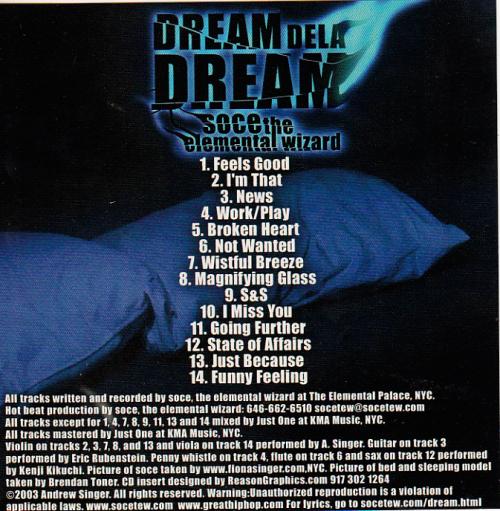 DREAM DELA
DREAM
soce the
elemental wizard
1. Feels Good
2. I'm That
3. News
4. Work/Play
5. Broken Heart
6. Not Wanted
7. Wistful Breeze
8. Magnifying Glass
9. S&S
10. I Miss You
11. Going Further
12. State of Affairs
13. Just Because
14. Funny Feeling
All tracks written and recorded by soce, the elemental wizard at The Elemental Palace, NYC.
Hot beat production by soce, the elemental wizard: 646-662-6510 socetew@socetew.com
All tracks except for 1, 4, 7, 8, 9, 11, 13 and 14 mixed by Just One at KMA Music, NYC.
All tracks mastered by Just One at KMA Music, NYC.
Violin on tracks 2, 3, 7, 8, and 13 and viola on track 14 performed by A. Singer. Guitar on track 3
performed by Eric Rubenstein. Penny whistle on track 4, flute on track 6 and sax on track 12 performed
by Kenji Kikuchi. Picture of soce taken by www.fionasinger.com,NYC. Picture of bed and sleeping model
taken by Brendan Toner. CD insert designed by ReasonGraphics.com 917 302 1264
©2003 Andrew Singer. All rights reserved. Warning:Unauthorized reproduction is a violation of
applicable laws. www.socetew.com www.greathiphop.com For lyrics, go to socetew.com/dream.html